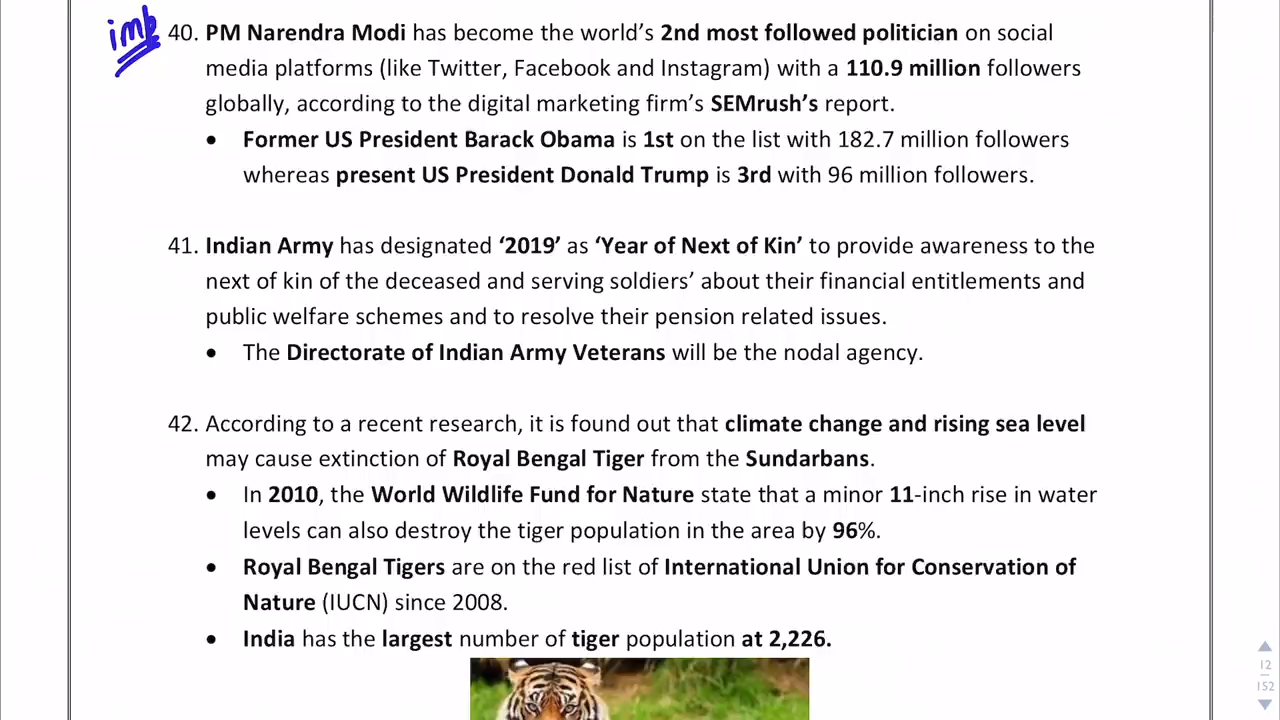 imp
40. PM Narendra Modi has become the world's 2nd most followed politician on social
media platforms (like Twitter, Facebook and Instagram) with a 110.9 million followers
globally, according to the digital marketing firm's SEMrush's report.
• Former US President Barack Obama is 1st on the list with 182.7 million followers
whereas present US President Donald Trump is 3rd with 96 million followers.
41. Indian Army has designated ‘2019’ as ‘Year of Next of Kin’ to provide awareness to the
next of kin of the deceased and serving soldiers’ about their financial entitlements and
public welfare schemes and to resolve their pension related issues.
• The Directorate of Indian Army Veterans will be the nodal agency.
42. According to a recent research, it is found out that climate change and rising sea level
may cause extinction of Royal Bengal Tiger from the Sundarbans.
• In 2010, the World Wildlife Fund for Nature state that a minor 11-inch rise in water
levels can also destroy the tiger population in the area by 96%.
• Royal Bengal Tigers are on the red list of International Union for Conservation of
Nature (IUCN) since 2008.
• India has the largest number of tiger population at 2,226.
12
152